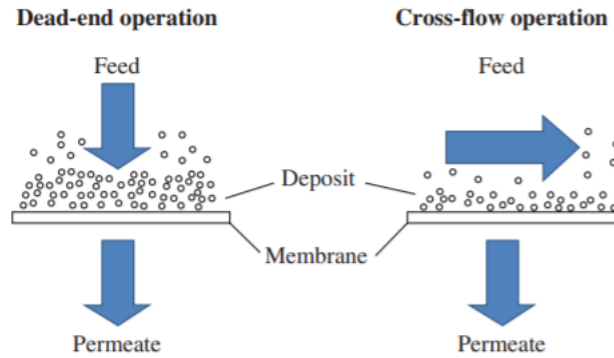 Dead-end operation
Cross-flow operation
Feed
Feed
Deposit
Membrane
Permeate
Permeate